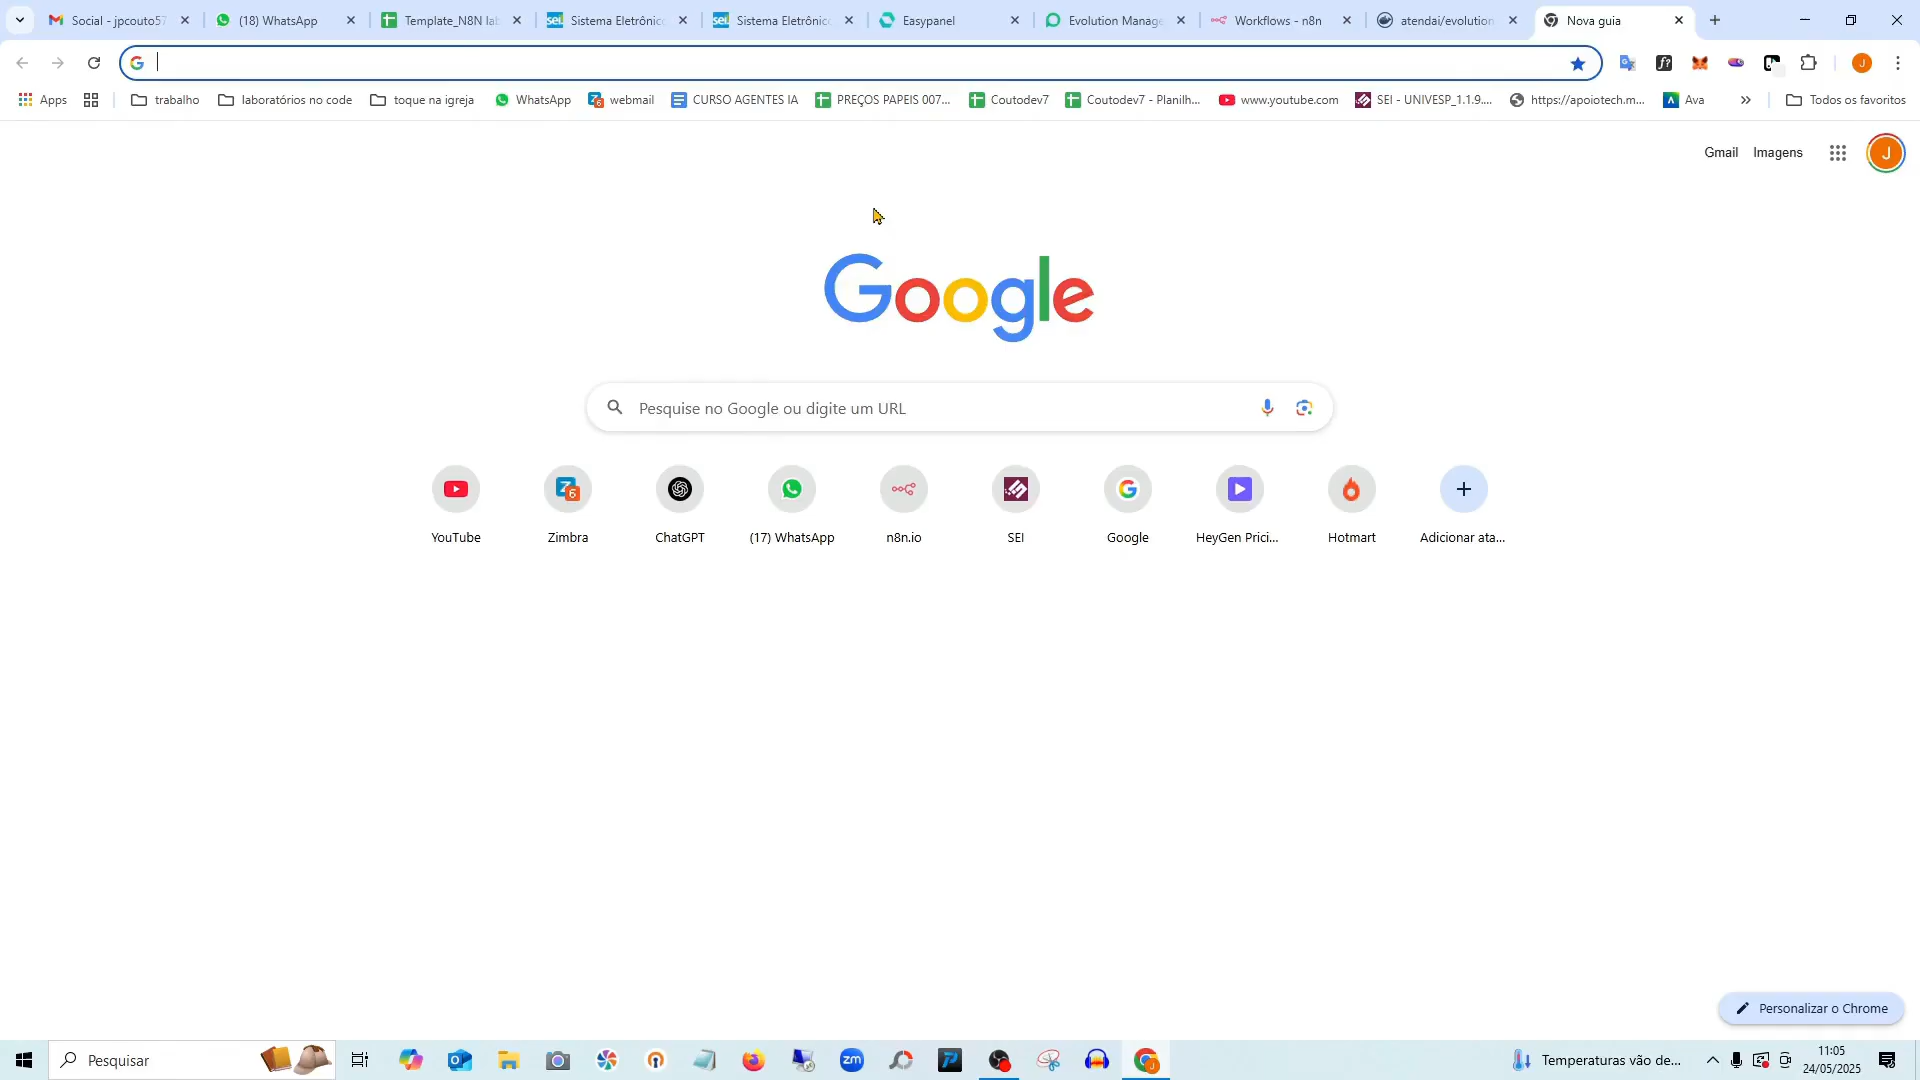 Social - jpcouto57
(18) WhatsApp
Template_N8N lab
Sistema Eletrônico
Sistema Eletrônico
Easypanel
Evolution Manage
Workflows - n8n
atendai/evolution
Nova guia
Apps
trabalho
laboratórios no code
toque na igreja
WhatsApp
webmail
CURSO AGENTES IA
PREÇOS PAPEIS 007...
Coutodev7
Coutodev7 - Planilh...
www.youtube.com
SEI - UNIVESP_1.1.9....
https://apoiotech.m...
Ava
Todos os favoritos
Gmail
Imagens
J
Google
Pesquise no Google ou digite um URL
YouTube
Zimbra
ChatGPT
(17) WhatsApp
n8n.io
SEI
Google
HeyGen Prici...
Hotmart
Adicionar ata...
Personalizar o Chrome
Pesquisar
Temperaturas vão de...
11:05
24/05/2025